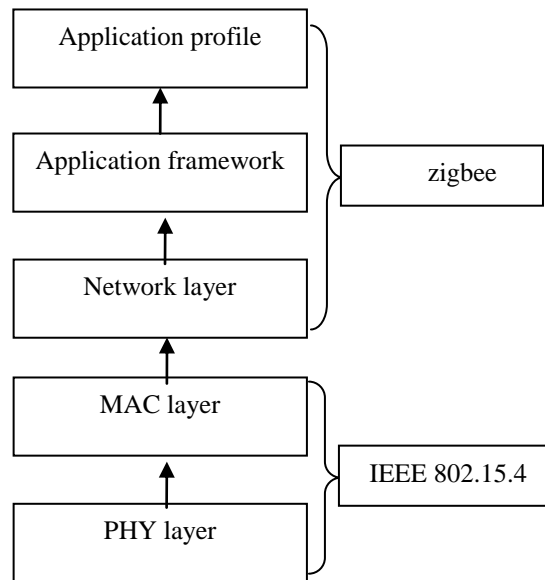 Application profile
Application framework
zigbee
Network layer
MAC layer
IEEE 802.15.4
PHY layer